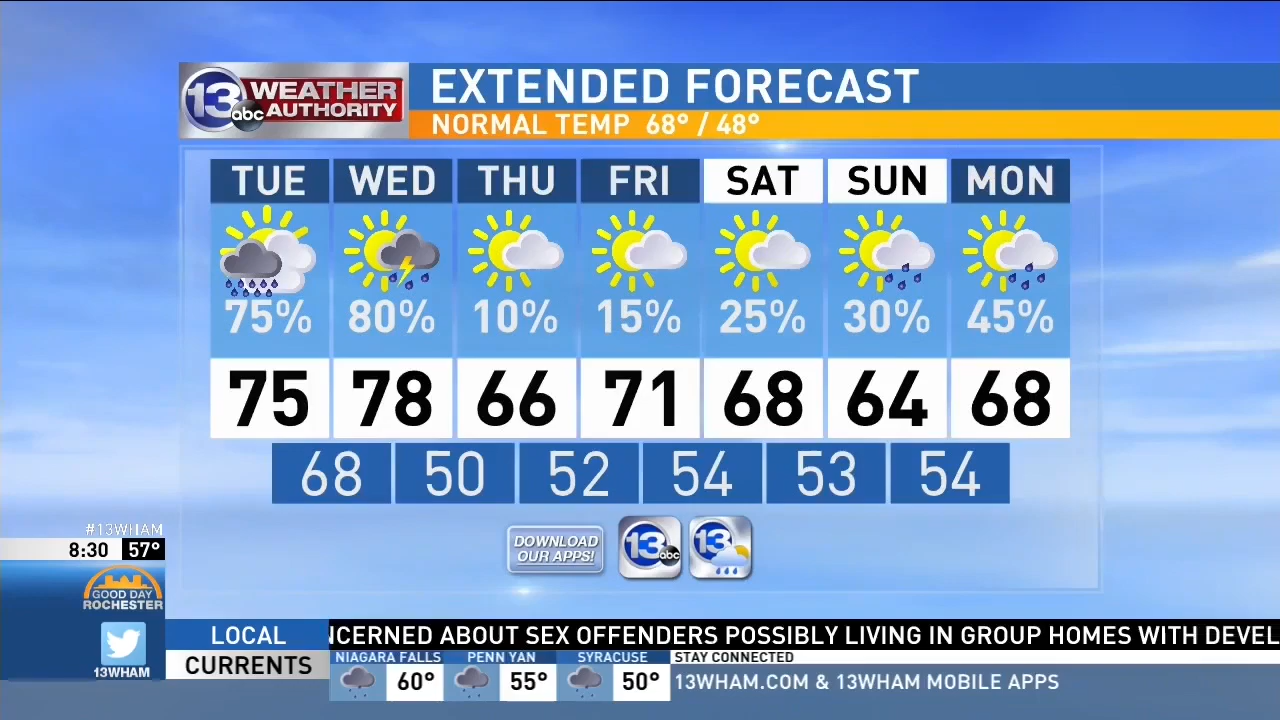 13 abc
WEATHER
AUTHORITY
EXTENDED FORECAST
NORMAL TEMP 68° / 48°
TUE WED THU FRI SAT SUN MON
75% 80% 10% 15% 25% 30% 45%
75 78 66 71 68 64 68
68 50 52 54 53 54
DOWNLOAD
OUR APPS!
13 abc
13
#13WHAM
8:30 57°
GOOD DAY
ROCHESTER
13WHAM
LOCAL
NCERNED ABOUT SEX OFFENDERS POSSIBLY LIVING IN GROUP HOMES WITH DEVEL
CURRENTS
NIAGARA FALLS PENN YAN SYRACUSE STAY CONNECTED
60° 55° 50° 13WHAM.COM & 13WHAM MOBILE APPS